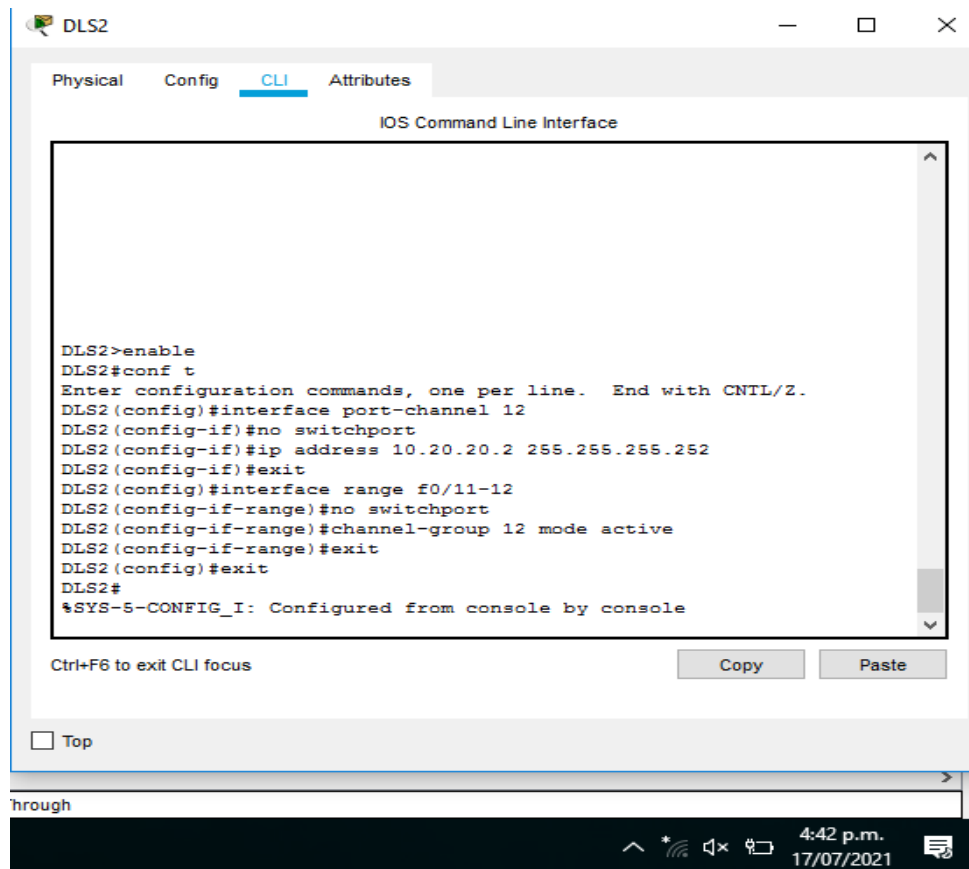 DLS2
Physical Config CLI Attributes
IOS Command Line Interface
DLS2>enable
DLS2#conf t
Enter configuration commands, one per line.  End with CNTL/Z.
DLS2(config)#interface port-channel 12
DLS2(config-if)#no switchport
DLS2(config-if)#ip address 10.20.20.2 255.255.255.252
DLS2(config-if)#exit
DLS2(config)#interface range f0/11-12
DLS2(config-if-range)#no switchport
DLS2(config-if-range)#channel-group 12 mode active
DLS2(config-if-range)#exit
DLS2(config)#exit
DLS2#
%SYS-5-CONFIG_I: Configured from console by console
Ctrl+F6 to exit CLI focus Copy Paste
Top
hrough
4:42 p.m.
17/07/2021